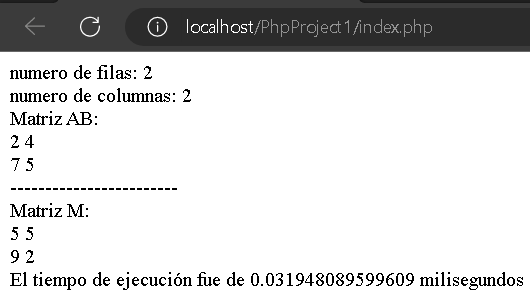 localhost/PhpProject1/index.php
numero de filas: 2
numero de columnas: 2
Matriz AB:
2 4
7 5
------------------------
Matriz M:
5 5
9 2
El tiempo de ejecución fue de 0.031948089599609 milisegundos